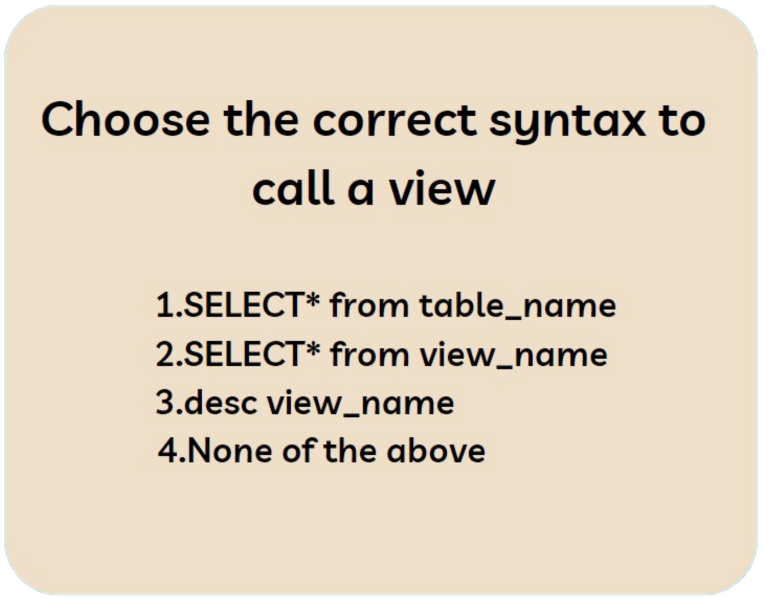 Choose the correct syntax to
call a view
1.SELECT* from table_name
2.SELECT* from view_name
3.desc view_name
4.None of the above